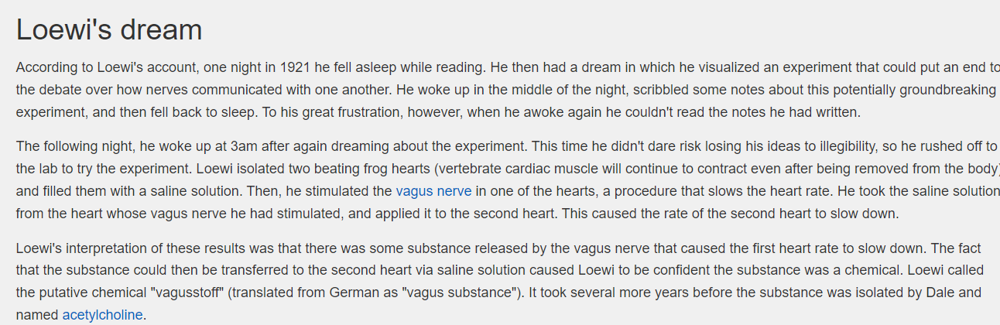 Loewi's dream
According to Loewi's account, one night in 1921 he fell asleep while reading. He then had a dream in which he visualized an experiment that could put an end to
the debate over how nerves communicated with one another. He woke up in the middle of the night, scribbled some notes about this potentially groundbreaking
experiment, and then fell back to sleep. To his great frustration, however, when he awoke again he couldn't read the notes he had written.
The following night, he woke up at 3am after again dreaming about the experiment. This time he didn't dare risk losing his ideas to illegibility, so he rushed off to
the lab to try the experiment. Loewi isolated two beating frog hearts (vertebrate cardiac muscle will continue to contract even after being removed from the body)
and filled them with a saline solution. Then, he stimulated the vagus nerve in one of the hearts, a procedure that slows the heart rate. He took the saline solution
from the heart whose vagus nerve he had stimulated, and applied it to the second heart. This caused the rate of the second heart to slow down.
Loewi's interpretation of these results was that there was some substance released by the vagus nerve that caused the first heart rate to slow down. The fact
that the substance could then be transferred to the second heart via saline solution caused Loewi to be confident the substance was a chemical. Loewi called
the putative chemical "vagusstoff" (translated from German as "vagus substance"). It took several more years before the substance was isolated by Dale and
named acetylcholine.